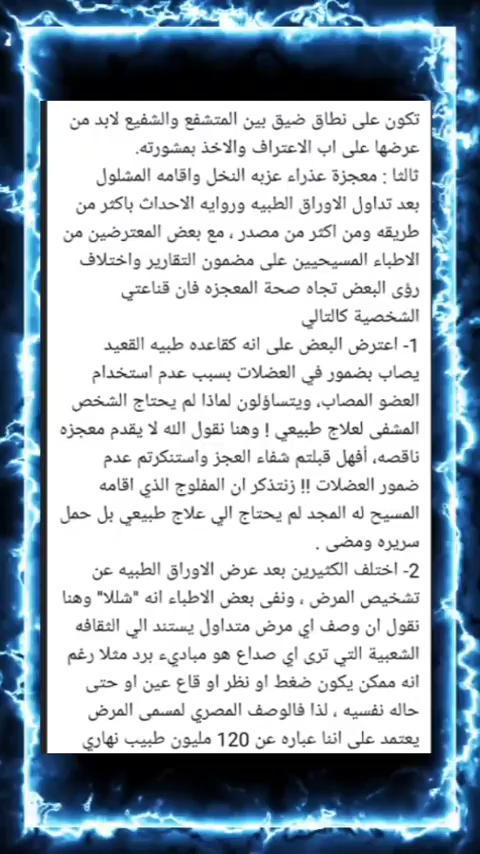 تكون على نطاق ضيق بين المتشفع والشفيع لابد من
عرضها على اب الاعتراف والاخذ بمشورته.
ثالثا : معجزة عذراء عزبه النخل واقامه المشلول
بعد تداول الاوراق الطبيه وروايه الاحداث باكثر من
طريقه ومن اكثر من مصدر ، مع بعض المعترضين من
الاطباء المسيحيين على مضمون التقارير واختلاف
رؤى البعض تجاه صحة المعجزه فان قناعتي
الشخصية كالتالي
1- اعترض البعض على انه كقاعده طبيه القعيد
يصاب بضمور في العضلات بسبب عدم استخدام
العضو المصاب، ويتساؤلون لماذا لم يحتاج الشخص
المشفى لعلاج طبيعي ! وهنا نقول الله لا يقدم معجزه
ناقصه، أفهل قبلتم شفاء العجز واستنكرتم عدم
ضمور العضلات !! زنتذكر ان المفلوج الذي اقامه
المسيح له المجد لم يحتاج الي علاج طبيعي بل حمل
سريره ومضى .
2- اختلف الكثيرين بعد عرض الاوراق الطبيه عن
تشخيص المرض ، ونفى بعض الاطباء انه "شللا" وهنا
نقول ان وصف اي مرض متداول يستند الي الثقافه
الشعبية التي ترى اي صداع هو مباديء برد مثلا رغم
انه ممكن يكون ضغط او نظر او قاع عين او حتى
حاله نفسيه ، لذا فالوصف المصري لمسمى المرض
يعتمد على اننا عباره عن 120 مليون طبيب نهاري